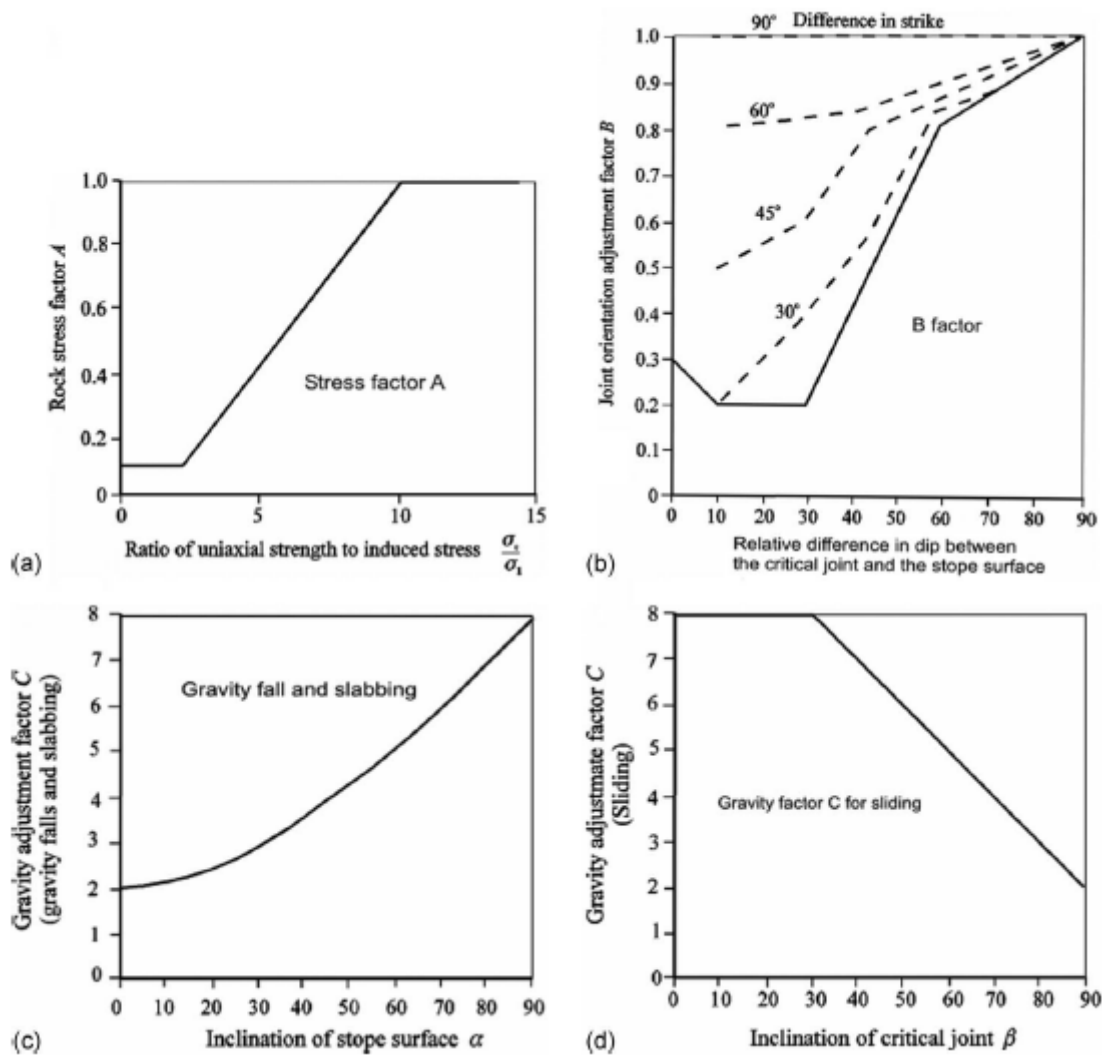 1.0
0.8
0.6
0.4
0.2
0
Rock stress factor A
Stress factor A
0 5 10 15
Ratio of uniaxial strength to induced stress σc/σ1
(a)
90° Difference in strike
1.0
0.9
0.8
0.7
0.6
0.5
0.4
0.3
0.2
0.1
0
Joint orientation adjustment factor B
60°
45°
30°
B factor
0 10 20 30 40 50 60 70 80 90
Relative difference in dip between
the critical joint and the stope surface
(b)
8
7
6
5
4
3
2
1
0
Gravity adjustment factor C
(gravity falls and slabbing)
Gravity fall and slabbing
0 10 20 30 40 50 60 70 80 90
Inclination of stope surface α
(c)
8
7
6
5
4
3
2
1
0
Gravity adjustmate factor C
(Sliding)
Gravity factor C for sliding
0 10 20 30 40 50 60 70 80 90
Inclination of critical joint β
(d)